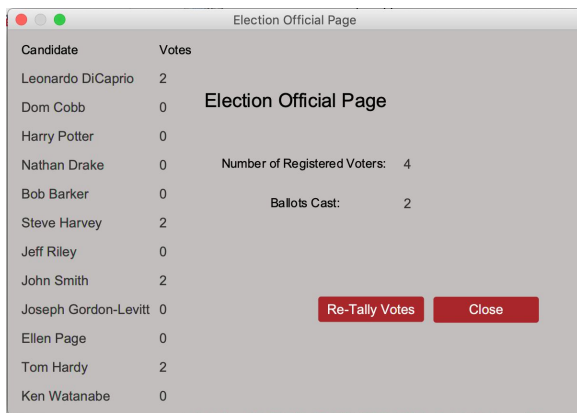 Election Official Page
Candidate Votes
Leonardo DiCaprio 2
Dom Cobb 0
Harry Potter 0
Nathan Drake 0
Bob Barker 0
Steve Harvey 2
Jeff Riley 0
John Smith 2
Joseph Gordon-Levitt 0
Ellen Page 0
Tom Hardy 2
Ken Watanabe 0
Election Official Page
Number of Registered Voters: 4
Ballots Cast: 2
Re-Tally Votes
Close